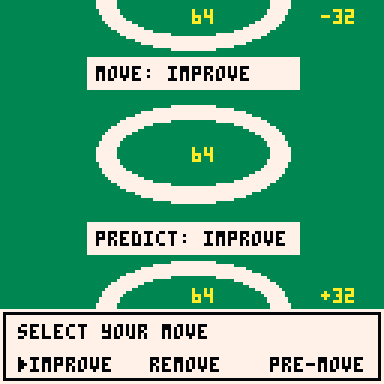 64 -32
MOVE: IMPROVE
64
PREDICT: IMPROVE
64 +32
SELECT YOUR MOVE
IMPROVE REMOVE PRE-MOVE